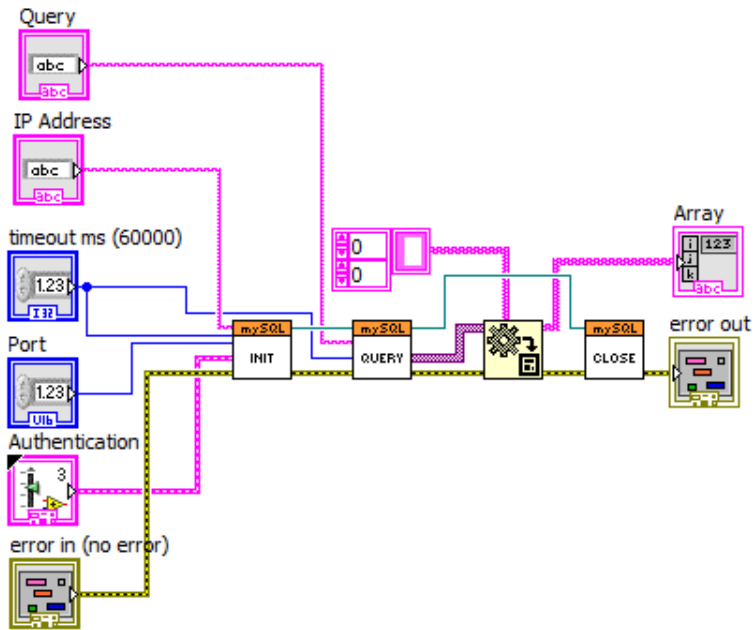 Query
abc
abc
IP Address
abc
abc
timeout ms (60000)
1.23
I32
Port
1.23
U16
Authentication
3
error in (no error)
0
0
mySQL
INIT
mySQL
QUERY
mySQL
CLOSE
Array
i
j
k
123
abc
error out